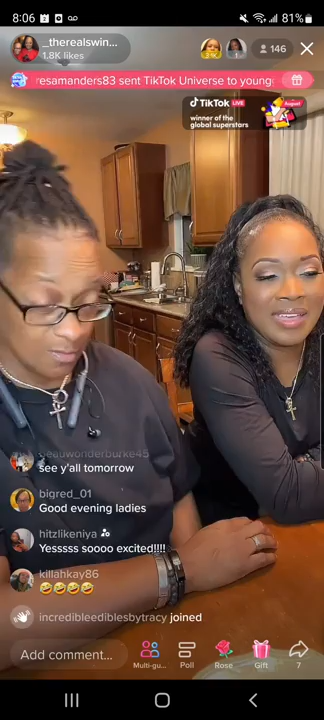 8:06
81%
_therealswin...
1.8K likes
146
resamanders83 sent TikTok Universe to young
TikTok LIVE
August
winner of the
global superstars
beauwonderburke45
see y'all tomorrow
bigred_01
Good evening ladies
hitzlikeniya
Yesssss soooo excited!!!!
killahkay86
🤣🤣🤣🤣
incredibleediblesbytracy joined
Add comment...
Multi-gu...
Poll
Rose
Gift
7